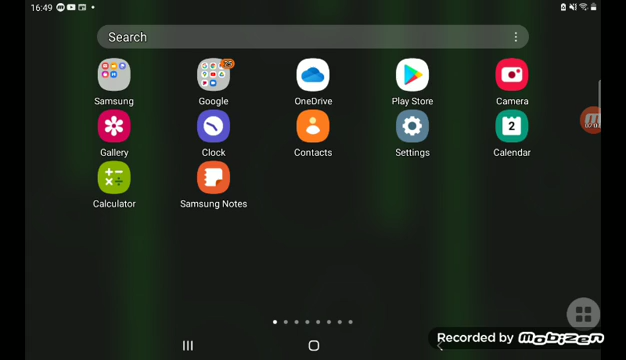 16:49
Search
Samsung
Google
OneDrive
Play Store
Camera
Gallery
Clock
Contacts
Settings
2
Calendar
Calculator
Samsung Notes
Recorded by Mobizen